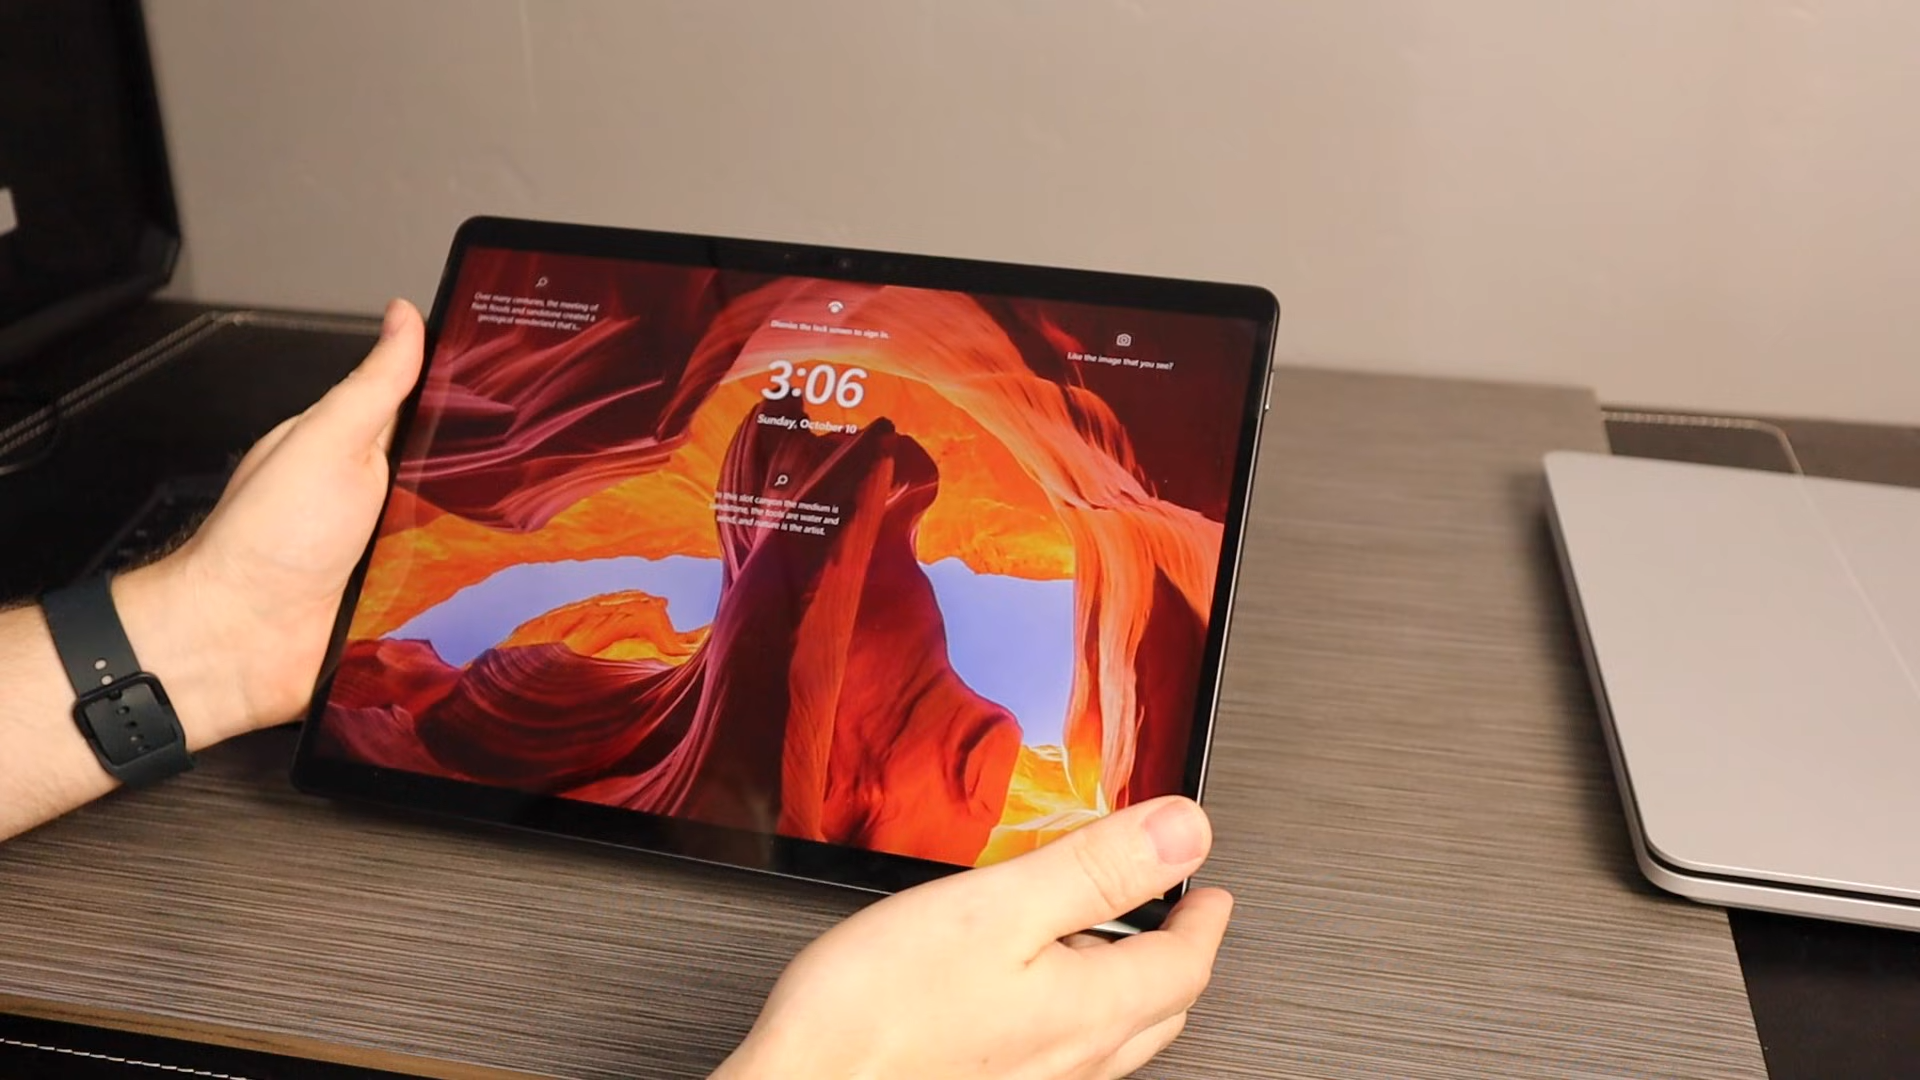 Over many centuries, the meeting of
flash floods and sandstone created a
geological wonderland that's...
Dismiss the lock screen to sign in.
Like the image that you see?
3:06
Sunday, October 10
In this slot canyon the medium is
sandstone, the tools are water and
wind, and nature is the artist.